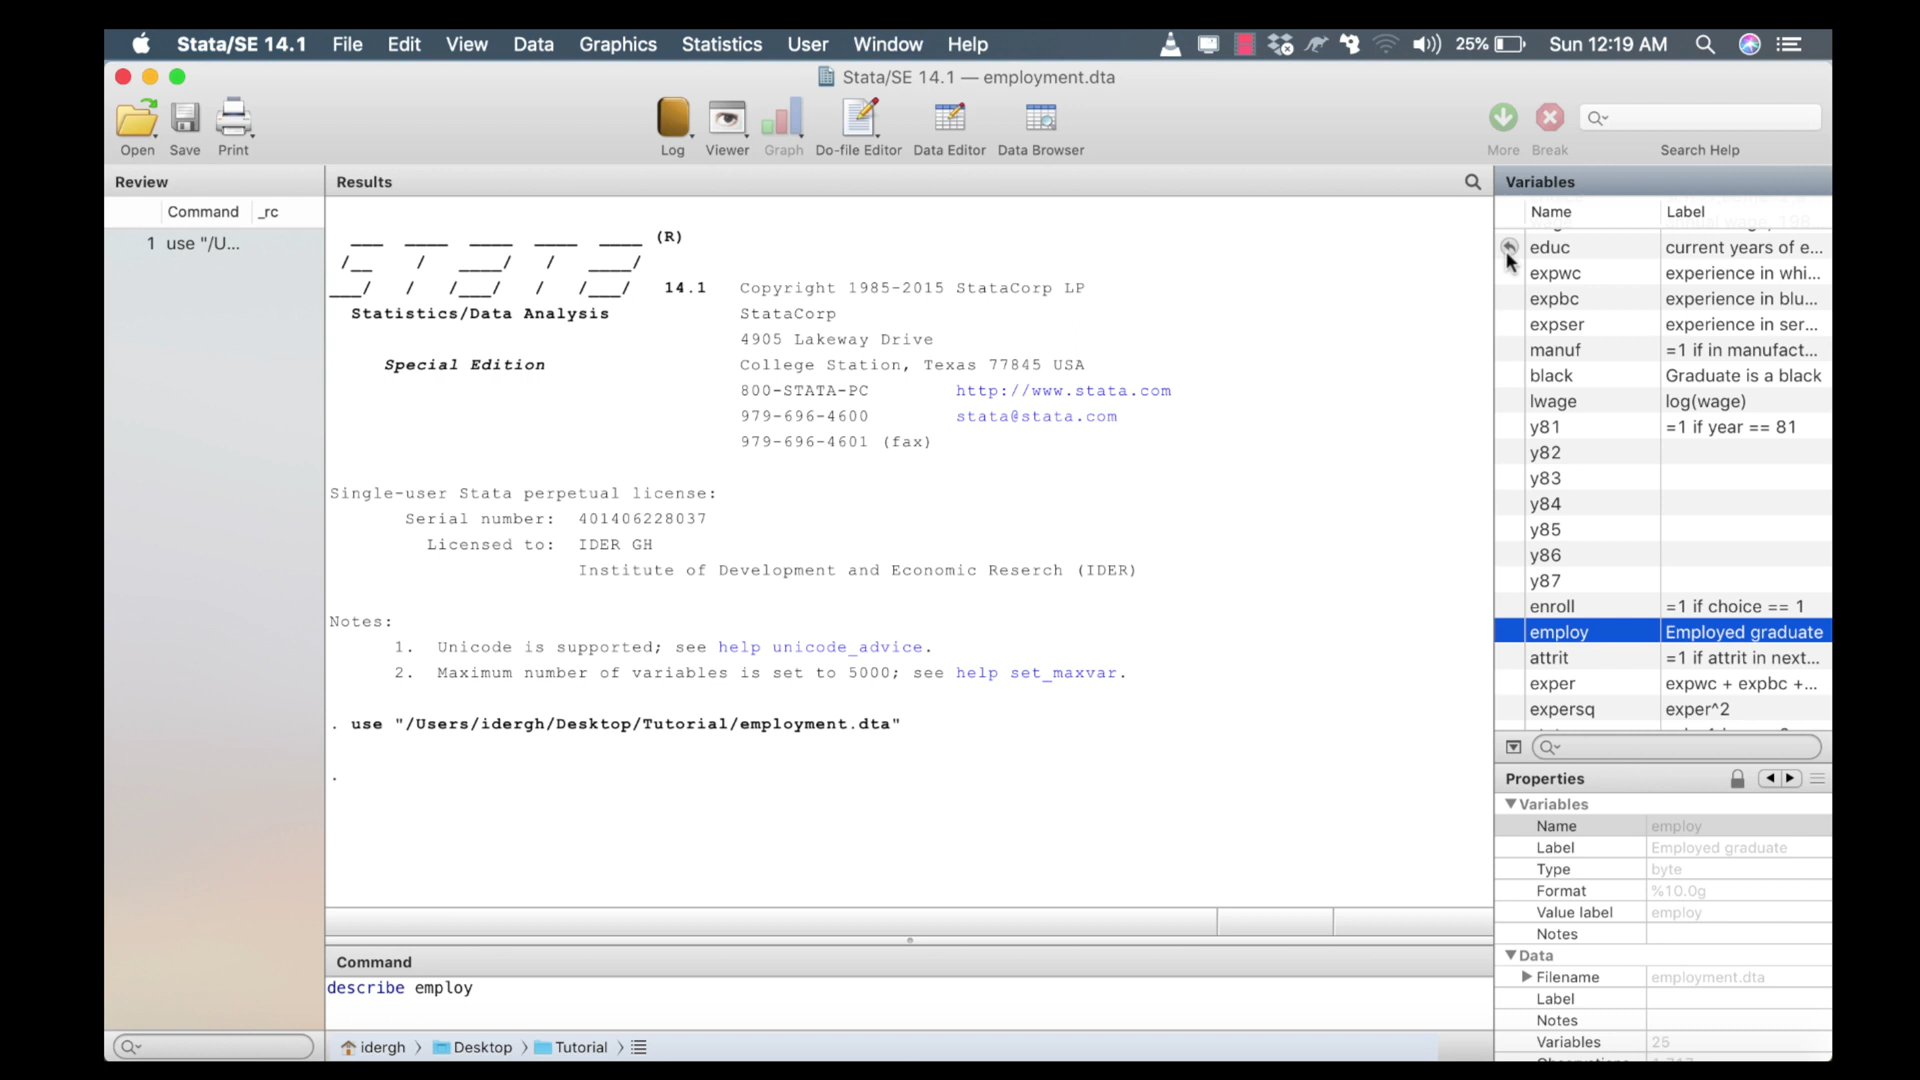 Stata/SE 14.1 File Edit View Data Graphics Statistics User Window Help 25% Sun 12:19 AM
Stata/SE 14.1 — employment.dta
Open Save Print Log Viewer Graph Do-file Editor Data Editor Data Browser More Break Search Help
Review
Command _rc
1 use "/U...
Results
(R)
14.1 Copyright 1985-2015 StataCorp LP
Statistics/Data Analysis StataCorp
4905 Lakeway Drive
Special Edition College Station, Texas 77845 USA
800-STATA-PC http://www.stata.com
979-696-4600 stata@stata.com
979-696-4601 (fax)
Single-user Stata perpetual license:
Serial number: 401406228037
Licensed to: IDER GH
Institute of Development and Economic Reserch (IDER)
Notes:
1. Unicode is supported; see help unicode_advice.
2. Maximum number of variables is set to 5000; see help set_maxvar.
. use "/Users/idergh/Desktop/Tutorial/employment.dta"
.
Command
describe employ
idergh Desktop Tutorial
Variables
Name Label
educ current years of e...
expwc experience in whi...
expbc experience in blu...
expser experience in ser...
manuf =1 if in manufact...
black Graduate is a black
lwage log(wage)
y81 =1 if year == 81
y82
y83
y84
y85
y86
y87
enroll =1 if choice == 1
employ Employed graduate
attrit =1 if attrit in next...
exper expwc + expbc +...
expersq exper^2
Properties
Variables
Name employ
Label Employed graduate
Type byte
Format %10.0g
Value label employ
Notes
Data
Filename employment.dta
Label
Notes
Variables 25